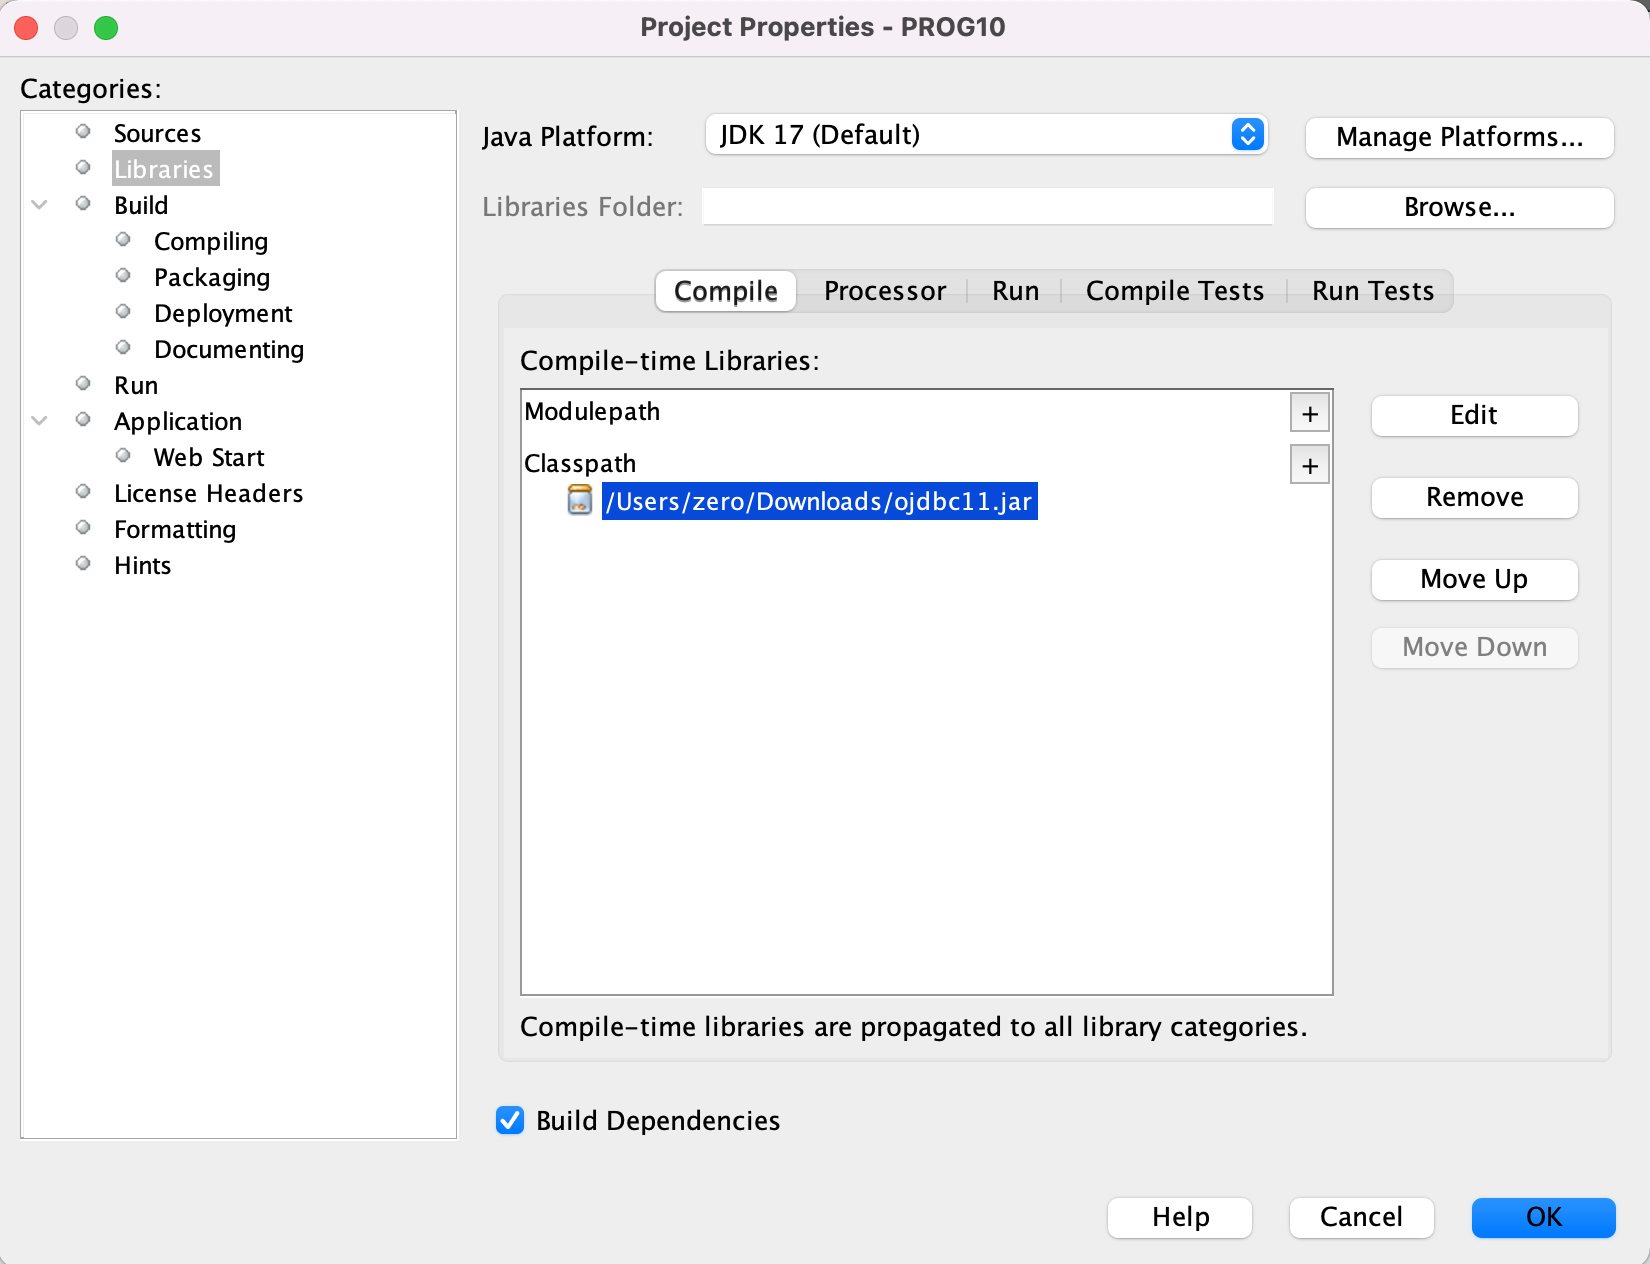 Project Properties - PROG10
Categories:
Sources
Libraries
Build
Compiling
Packaging
Deployment
Documenting
Run
Application
Web Start
License Headers
Formatting
Hints
Java Platform: JDK 17 (Default) Manage Platforms...
Libraries Folder: Browse...
Compile Processor Run Compile Tests Run Tests
Compile-time Libraries:
Modulepath +
Classpath +
/Users/zero/Downloads/ojdbc11.jar
Edit
Remove
Move Up
Move Down
Compile-time libraries are propagated to all library categories.
Build Dependencies
Help Cancel OK